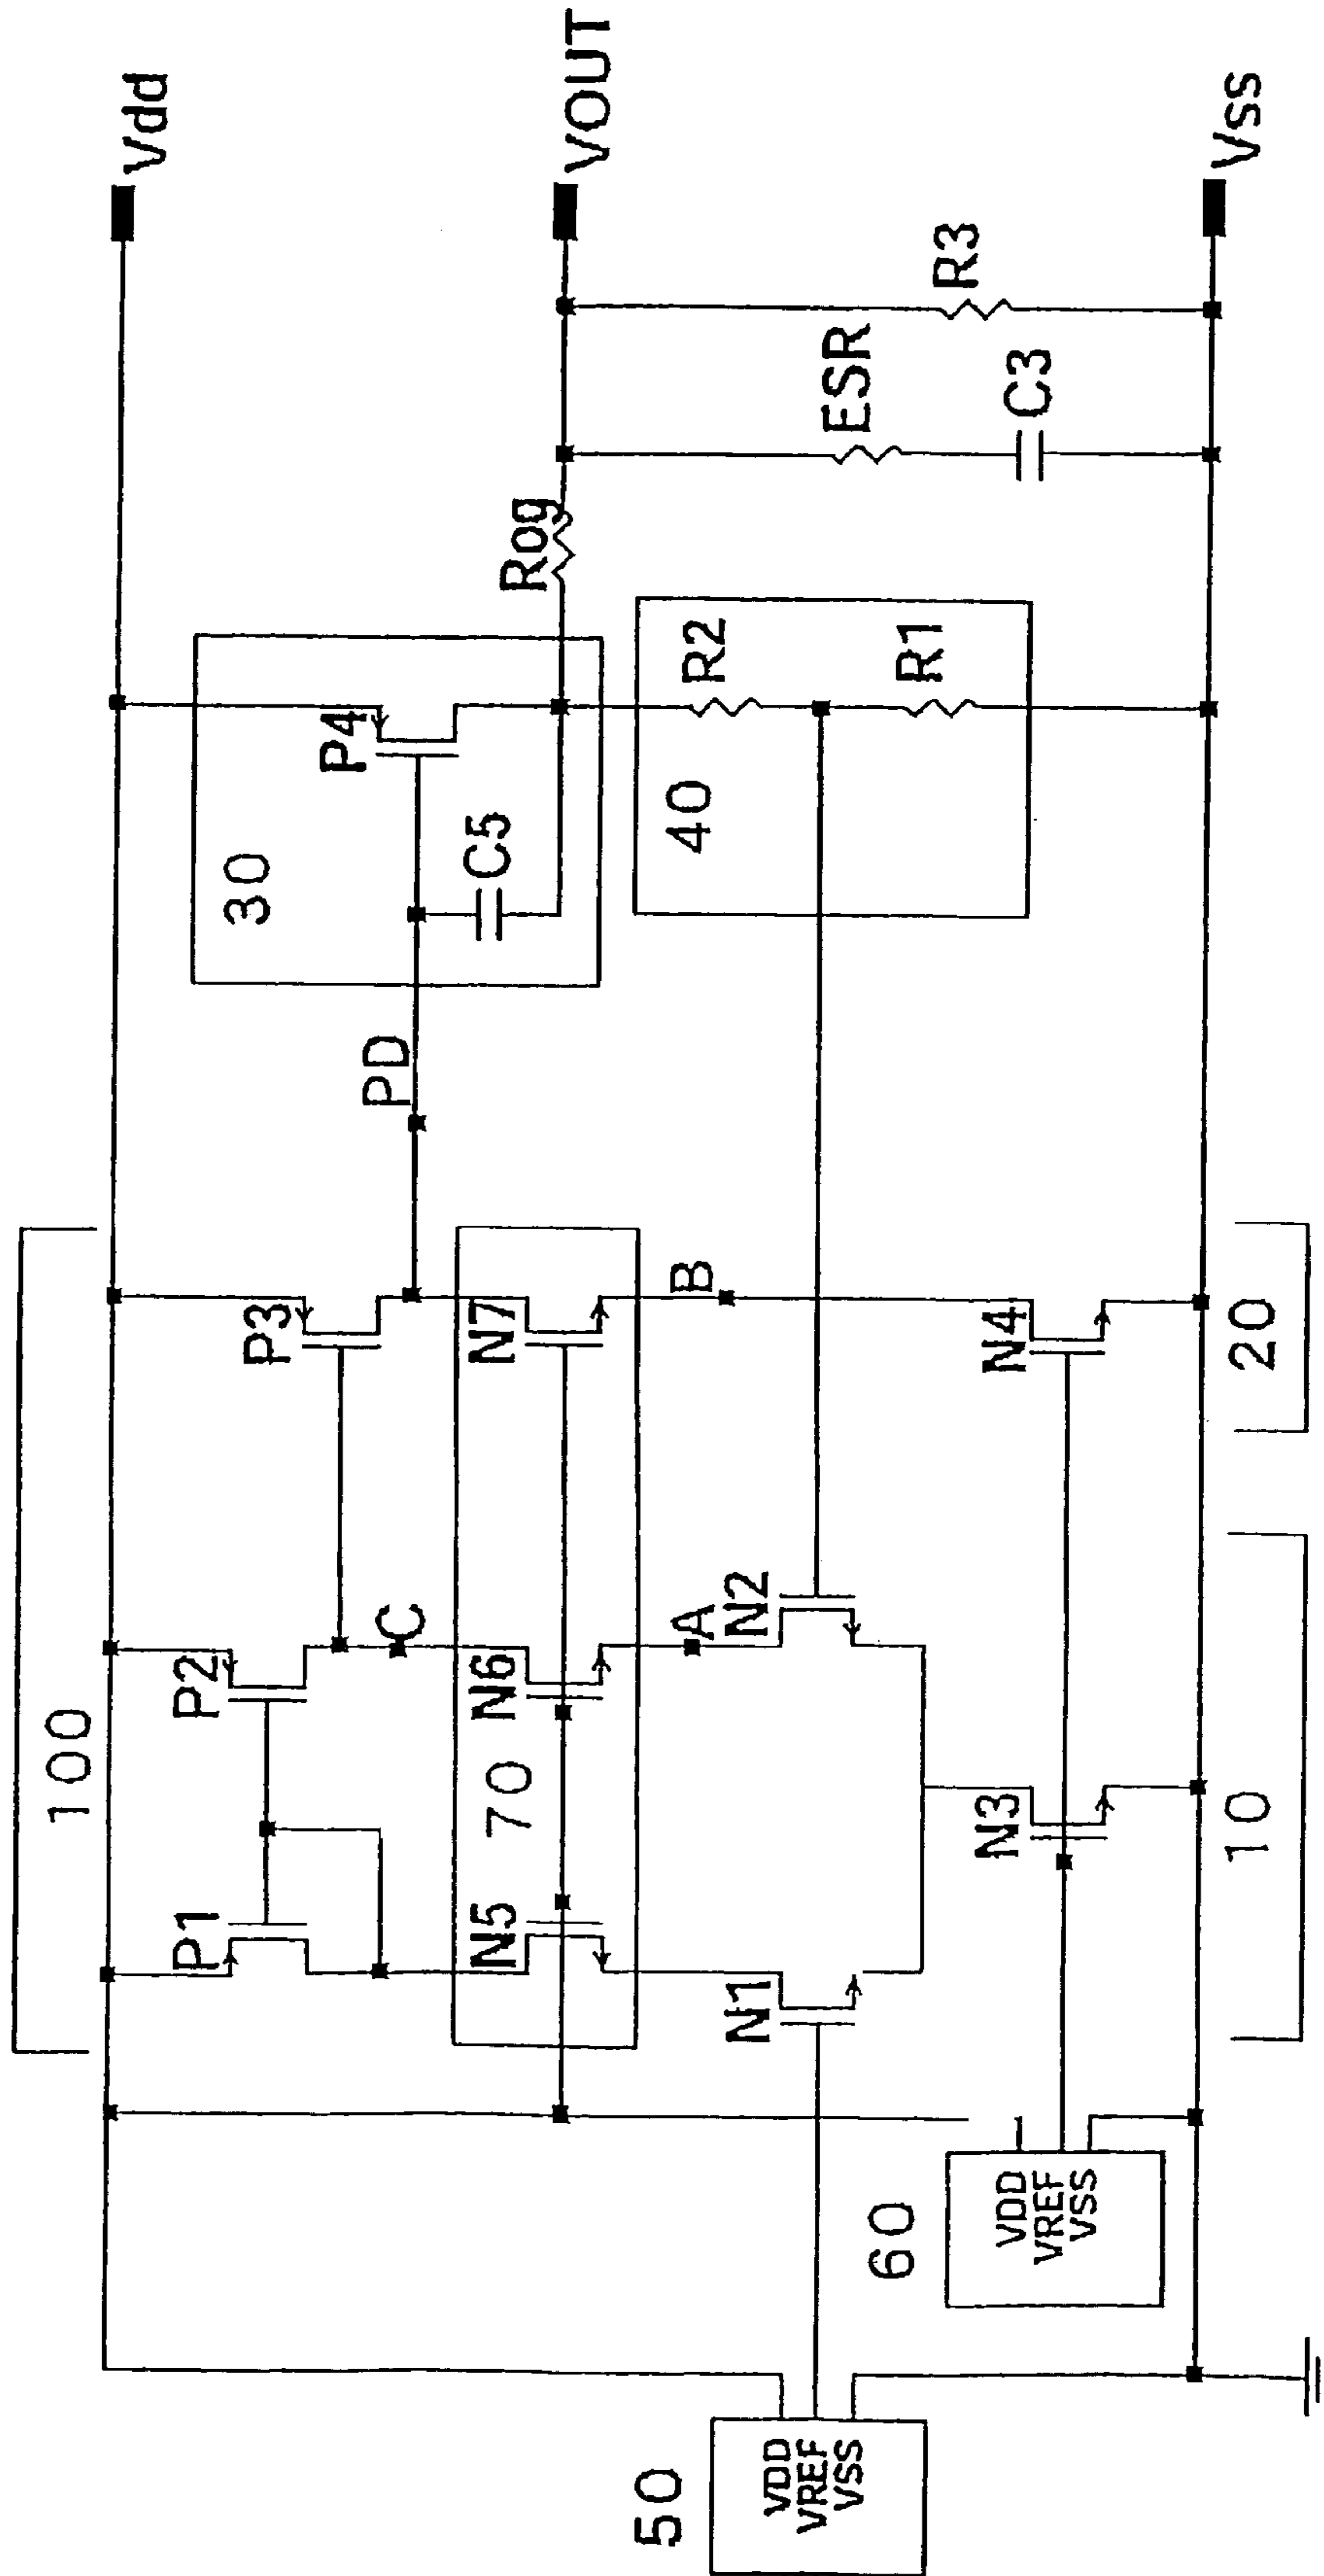 100
Vdd
P1
P2
P3
30
P4
C
PD
C5
Rog
VOUT
N5
70
N6
N7
A
B
40
R2
R1
ESR
C3
R3
N1
N2
N3
N4
50
VDD
VREF
VSS
60
VDD
VREF
VSS
10
20
Vss